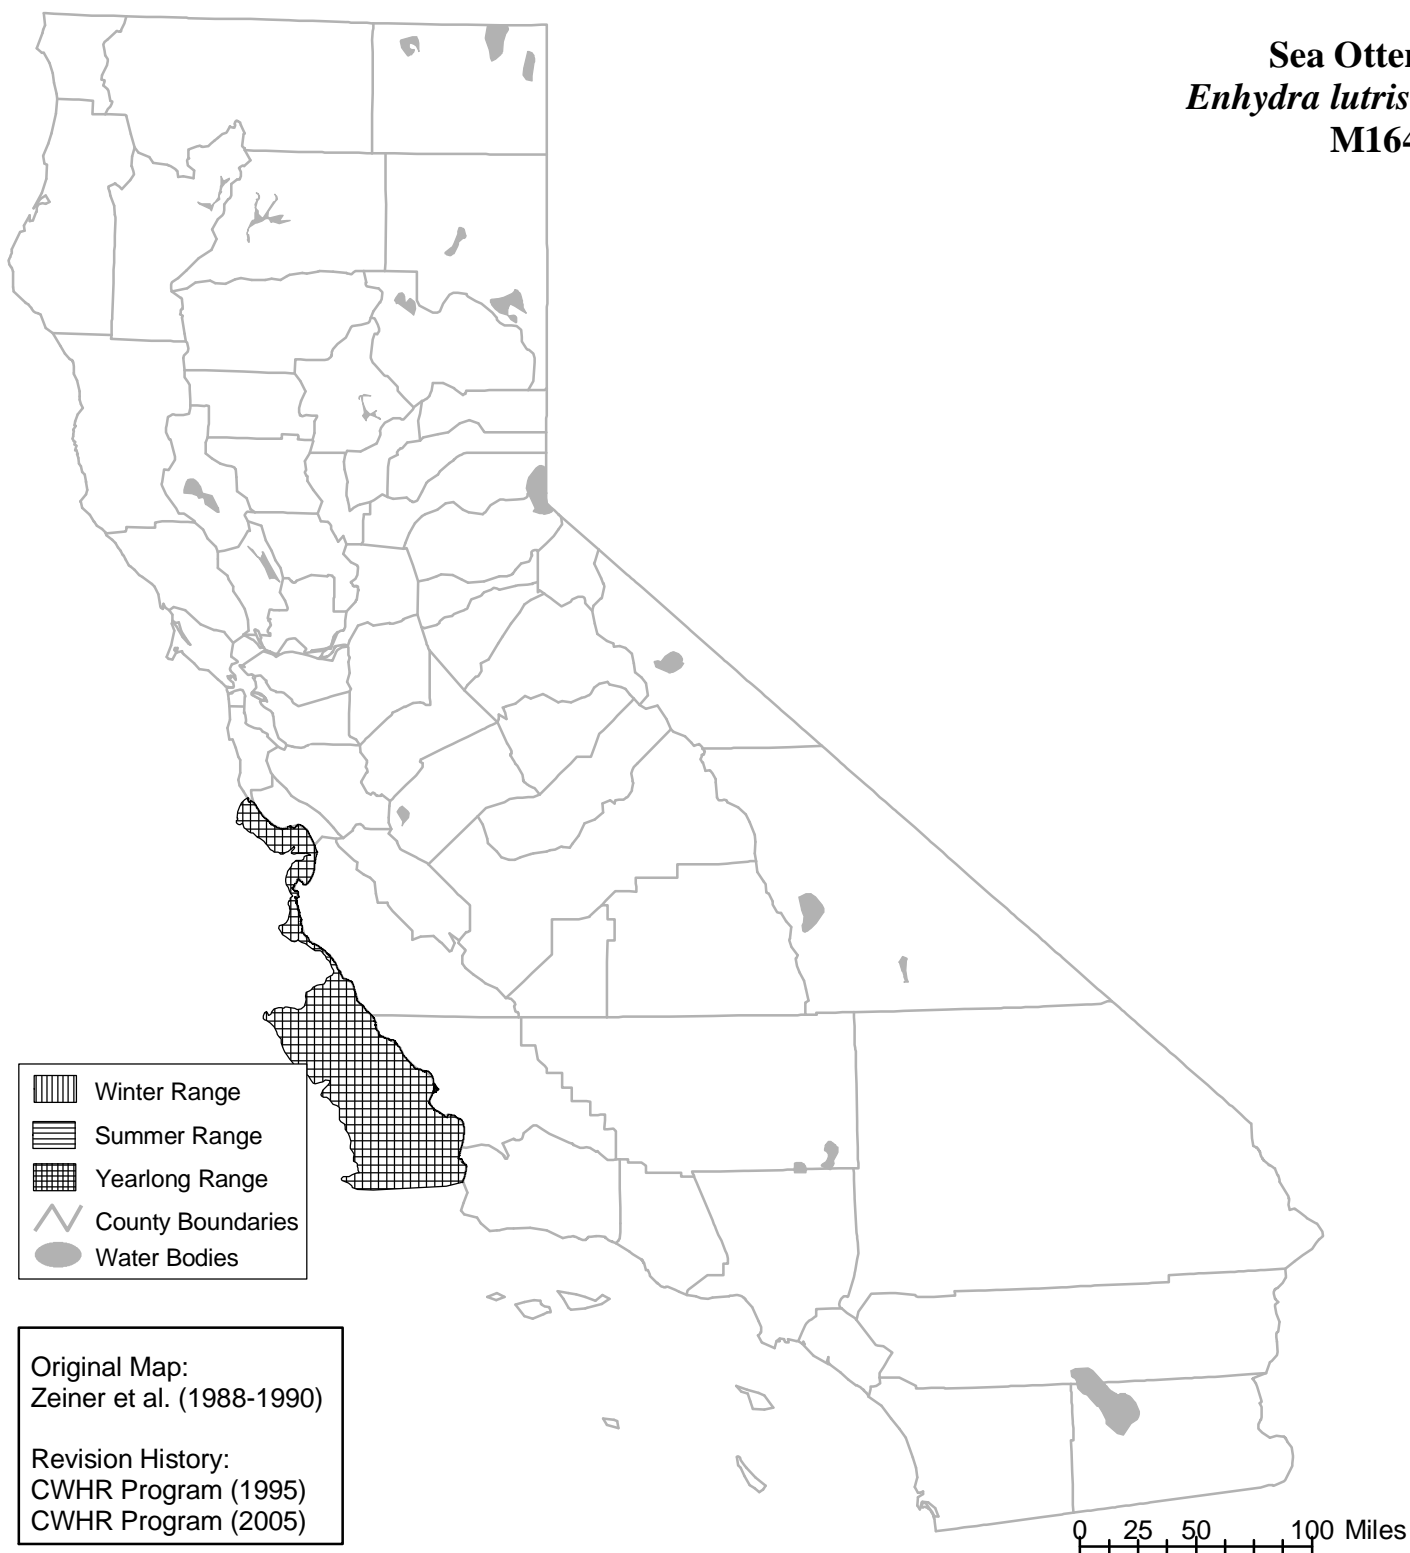 Sea Otter
Enhydra lutris
M164
Winter Range
Summer Range
Yearlong Range
County Boundaries
Water Bodies
Original Map:
Zeiner et al. (1988-1990)
Revision History:
CWHR Program (1995)
CWHR Program (2005)
0 25 50 100 Miles